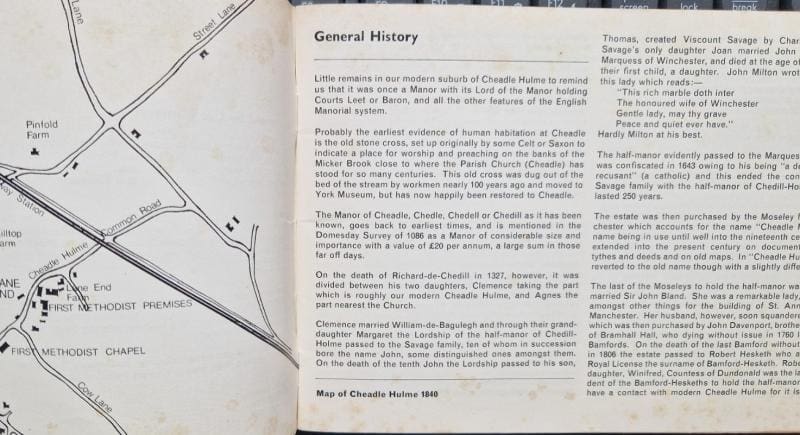 Lane
Street Lane
Pinfold
Farm
way Station
Common Road
Hilltop
Farm
Cheadle Hulme
LANE
END
Lane End
Farm
FIRST METHODIST PREMISES
FIRST METHODIST CHAPEL
Cow Lane
F11
F12
screen
lock
break
General History
Little remains in our modern suburb of Cheadle Hulme to remind
us that it was once a Manor with its Lord of the Manor holding
Courts Leet or Baron, and all the other features of the English
Manorial system.
Probably the earliest evidence of human habitation at Cheadle
is the old stone cross, set up originally by some Celt or Saxon to
indicate a place for worship and preaching on the banks of the
Micker Brook close to where the Parish Church (Cheadle) has
stood for so many centuries. This old cross was dug out of the
bed of the stream by workmen nearly 100 years ago and moved to
York Museum, but has now happily been restored to Cheadle.
The Manor of Cheadle, Chedle, Chedell or Chedill as it has been
known, goes back to earliest times, and is mentioned in the
Domesday Survey of 1086 as a Manor of considerable size and
importance with a value of £20 per annum, a large sum in those
far off days.
On the death of Richard-de-Chedill in 1327, however, it was
divided between his two daughters, Clemence taking the part
which is roughly our modern Cheadle Hulme, and Agnes the
part nearest the Church.
Clemence married William-de-Bagulegh and through their grand-
daughter Margaret the Lordship of the half-manor of Chedill-
Holme passed to the Savage family, ten of whom in succession
bore the name John, some distinguished ones amongst them.
On the death of the tenth John the Lordship passed to his son,
Map of Cheadle Hulme 1840
Thomas, created Viscount Savage by Char
Savage's only daughter Joan married John
Marquess of Winchester, and died at the age of
their first child, a daughter. John Milton wrote
this lady which reads:—
"This rich marble doth inter
The honoured wife of Winchester
Gentle lady, may thy grave
Peace and quiet ever have."
Hardly Milton at his best.
The half-manor evidently passed to the Marques
was confiscated in 1643 owing to his being "a de
recusant" (a catholic) and this ended the con
Savage family with the half-manor of Chedill-Ho
lasted 250 years.
The estate was then purchased by the Moseley
chester which accounts for the name "Cheadle M
name being in use until well into the nineteenth ce
extended into the present century on document
tythes and deeds and on old maps. In "Cheadle Hu
reverted to the old name though with a slightly diffe
The last of the Moseleys to hold the half-manor wa
married Sir John Bland. She was a remarkable lady,
amongst other things for the building of St. Ann
Manchester. Her husband, however, soon squandere
which was then purchased by John Davenport, brothe
of Bramhall Hall, who dying without issue in 1760 l
Bamfords. On the death of the last Bamford without
in 1806 the estate passed to Robert Hesketh who a
Royal License the surname of Bamford-Hesketh. Robe
daughter, Winifred, Countess of Dundonald was the la
dent of the Bamford-Heskeths to hold the half-manor
have a contact with modern Cheadle Hulme for it is